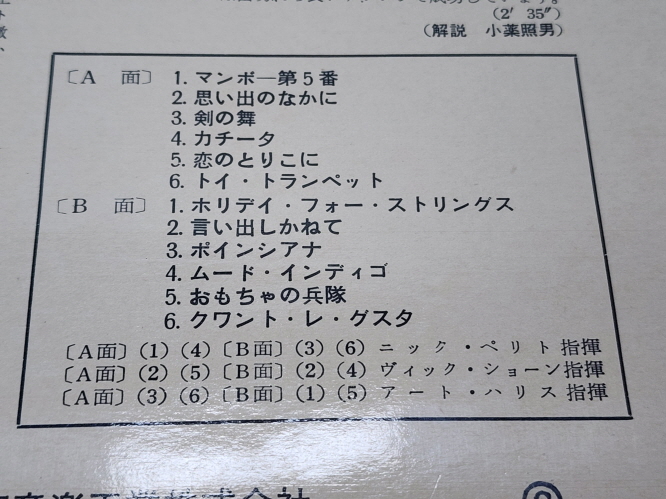 (2′ 35″)
(解説 小薬照男)
〔A 面〕 1. マンボ—第5番
2. 思い出のなかに
3. 剣の舞
4. カチータ
5. 恋のとりこに
6. トイ・トランペット
〔B 面〕 1. ホリデイ・フォー・ストリングス
2. 言い出しかねて
3. ポインシアナ
4. ムード・インディゴ
5. おもちゃの兵隊
6. クワント・レ・グスタ
〔A面〕(1)(4)〔B面〕(3)(6) ニック・ペリト指揮
〔A面〕(2)(5)〔B面〕(2)(4) ヴィック・ショーン指揮
〔A面〕(3)(6)〔B面〕(1)(5) アート・ハリス指揮
株式会社